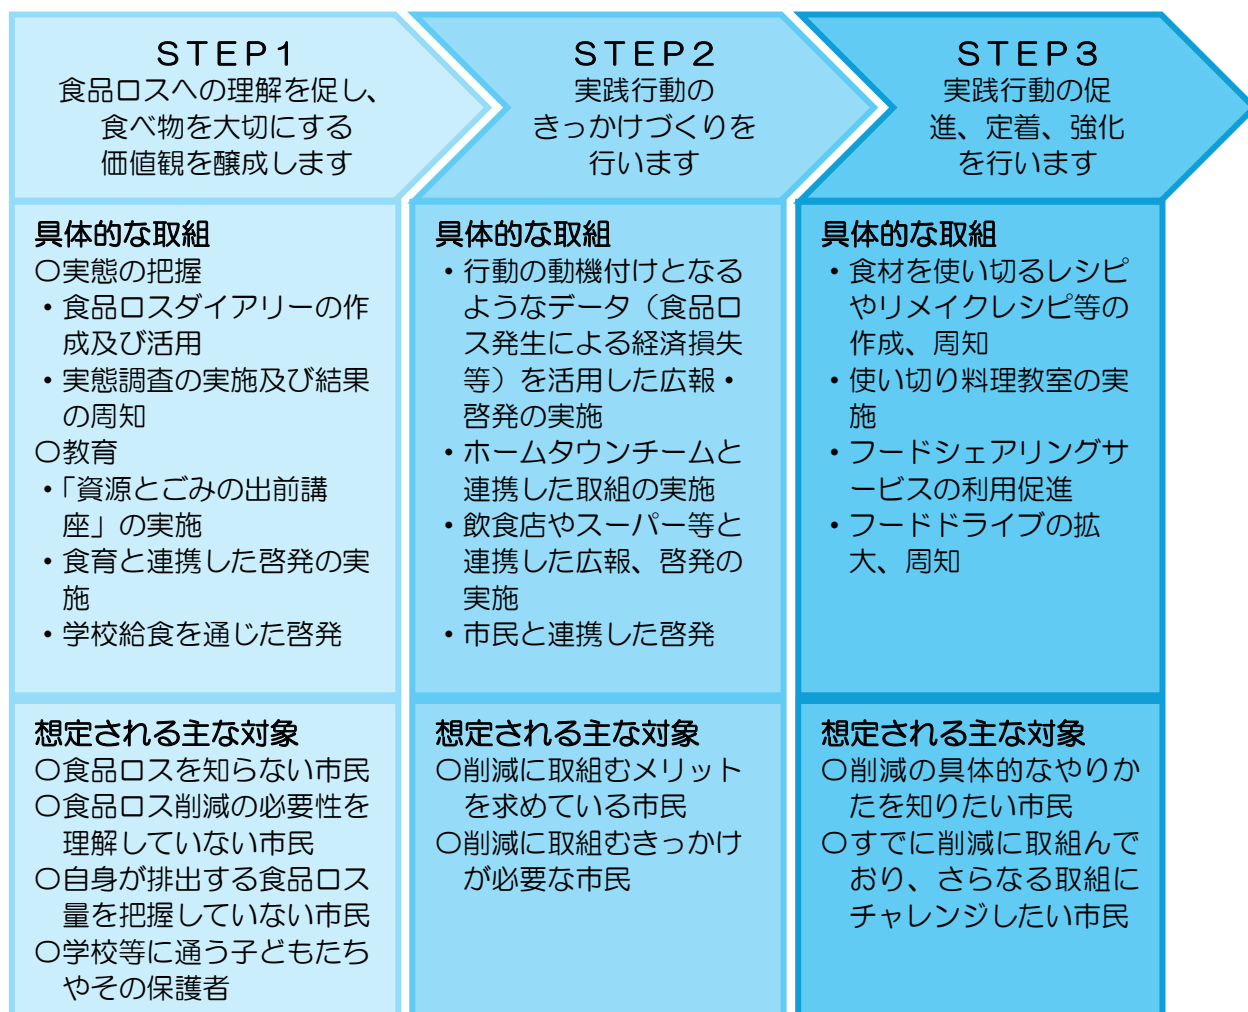 STEP1
食品ロスへの理解を促し、
食べ物を大切にする
価値観を醸成します
具体的な取組
〇実態の把握
・食品ロスダイアリーの作
成及び活用
・実態調査の実施及び結果
の周知
〇教育
・「資源とごみの出前講
座」の実施
・食育と連携した啓発の実
施
・学校給食を通じた啓発
想定される主な対象
〇食品ロスを知らない市民
〇食品ロス削減の必要性を
理解していない市民
〇自身が排出する食品ロス
量を把握していない市民
〇学校等に通う子どもたち
やその保護者
STEP2
実践行動の
きっかけづくりを
行います
具体的な取組
・行動の動機付けとなる
ようなデータ（食品ロ
ス発生による経済損失
等）を活用した広報・
啓発の実施
・ホームタウンチームと
連携した取組の実施
・飲食店やスーパー等と
連携した広報、啓発の
実施
・市民と連携した啓発
想定される主な対象
〇削減に取組むメリット
を求めている市民
〇削減に取組むきっかけ
が必要な市民
STEP3
実践行動の促
進、定着、強化
を行います
具体的な取組
・食材を使い切るレシピ
やリメイクレシピ等の
作成、周知
・使い切り料理教室の実
施
・フードシェアリングサ
ービスの利用促進
・フードドライブの拡
大、周知
想定される主な対象
〇削減の具体的なやりか
たを知りたい市民
〇すでに削減に取組んで
おり、さらなる取組に
チャレンジしたい市民